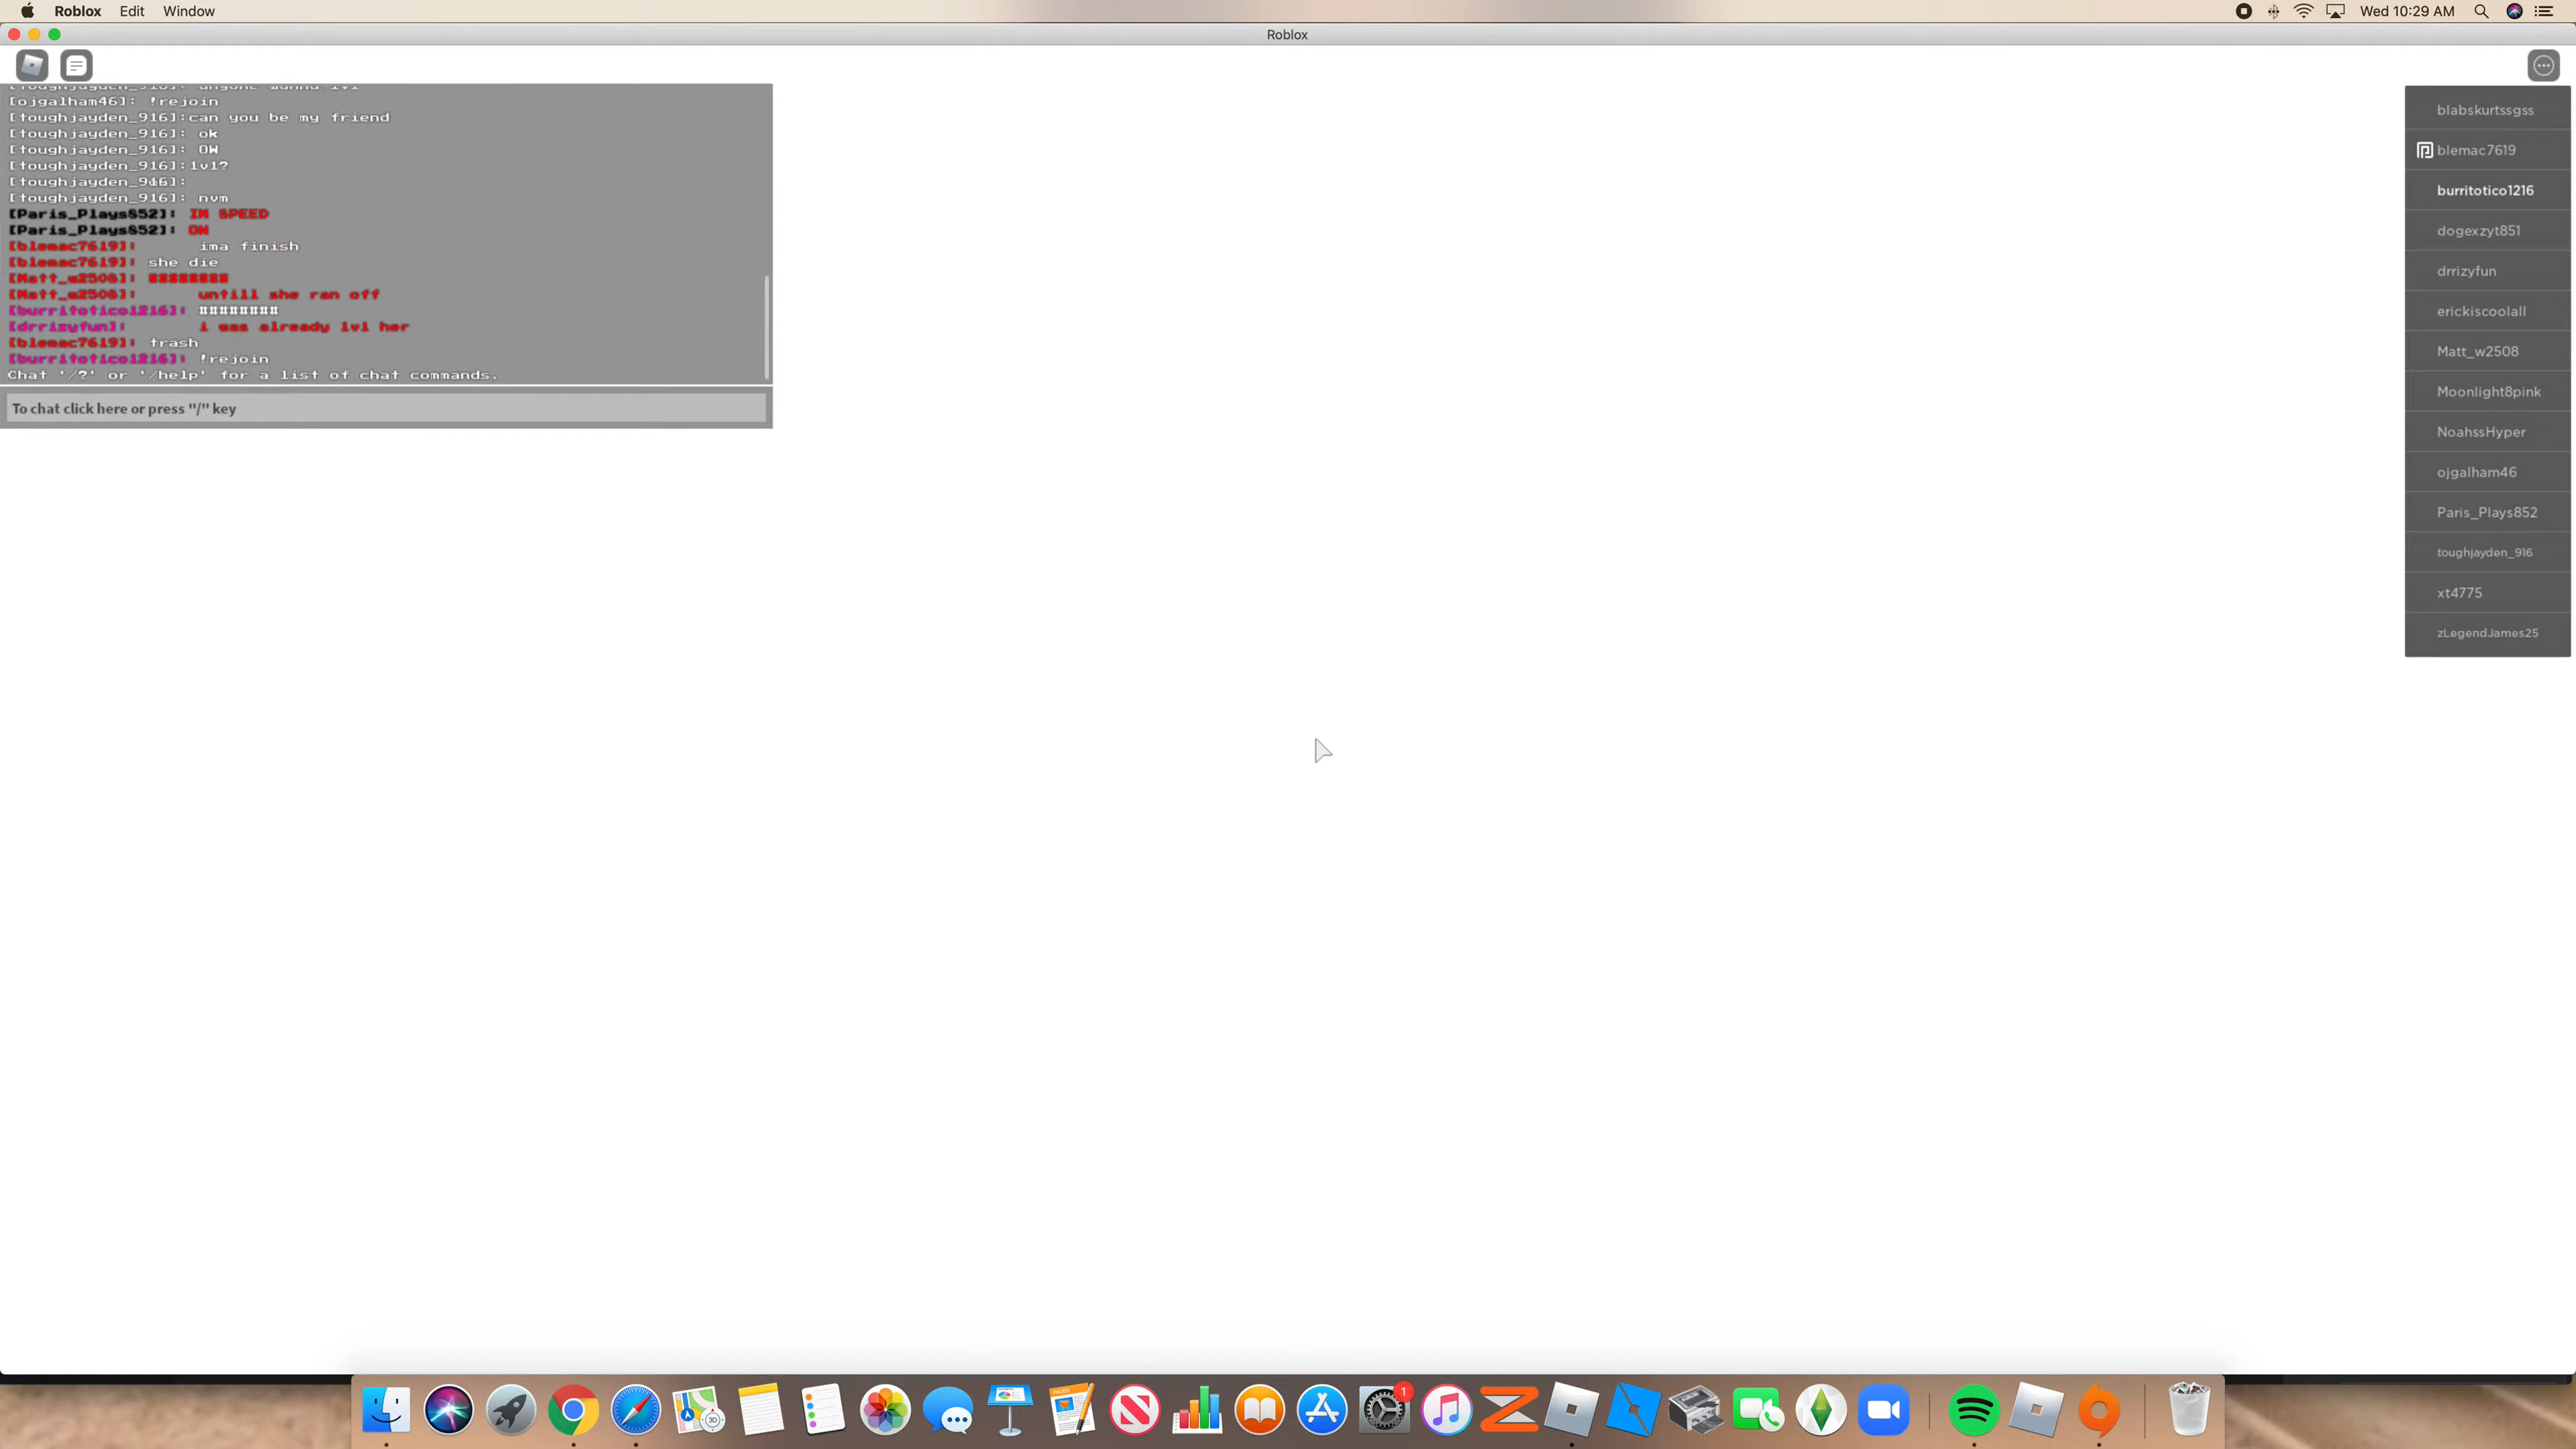 Roblox Edit Window
Wed 10:29 AM
Roblox
[ojgalham46]: !rejoin
[toughjayden_916]:can you be my friend
[toughjayden_916]: ok
[toughjayden_916]: OW
[toughjayden_916]:1v1?
[toughjayden_916]:
[toughjayden_916]: nvm
[Paris_Plays852]: IM SPEED
[Paris_Plays852]: ON
[blemac7619]: ima finish
[blemac7619]: she die
[Matt_w2508]: ########
[Matt_w2508]: untill she ran off
[burritotico1216]: ########
[drrizyfun]: i was already 1v1 her
[blemac7619]: trash
[burritotico1216]: !rejoin
Chat '/?' or '/help' for a list of chat commands.
To chat click here or press "/" key
blabskurtssgss
blemac7619
burritotico1216
dogexzyt851
drrizyfun
erickiscoolall
Matt_w2508
Moonlight8pink
NoahssHyper
ojgalham46
Paris_Plays852
toughjayden_916
xt4775
zLegendJames25
3D
PAGES
1